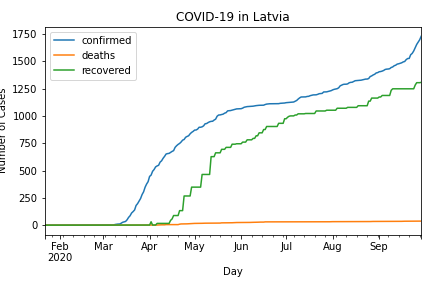 COVID-19 in Latvia
confirmed
deaths
recovered
1750
1500
1250
1000
750
500
250
0
Number of Cases
Feb
2020
Mar
Apr
May
Jun
Jul
Aug
Sep
Day